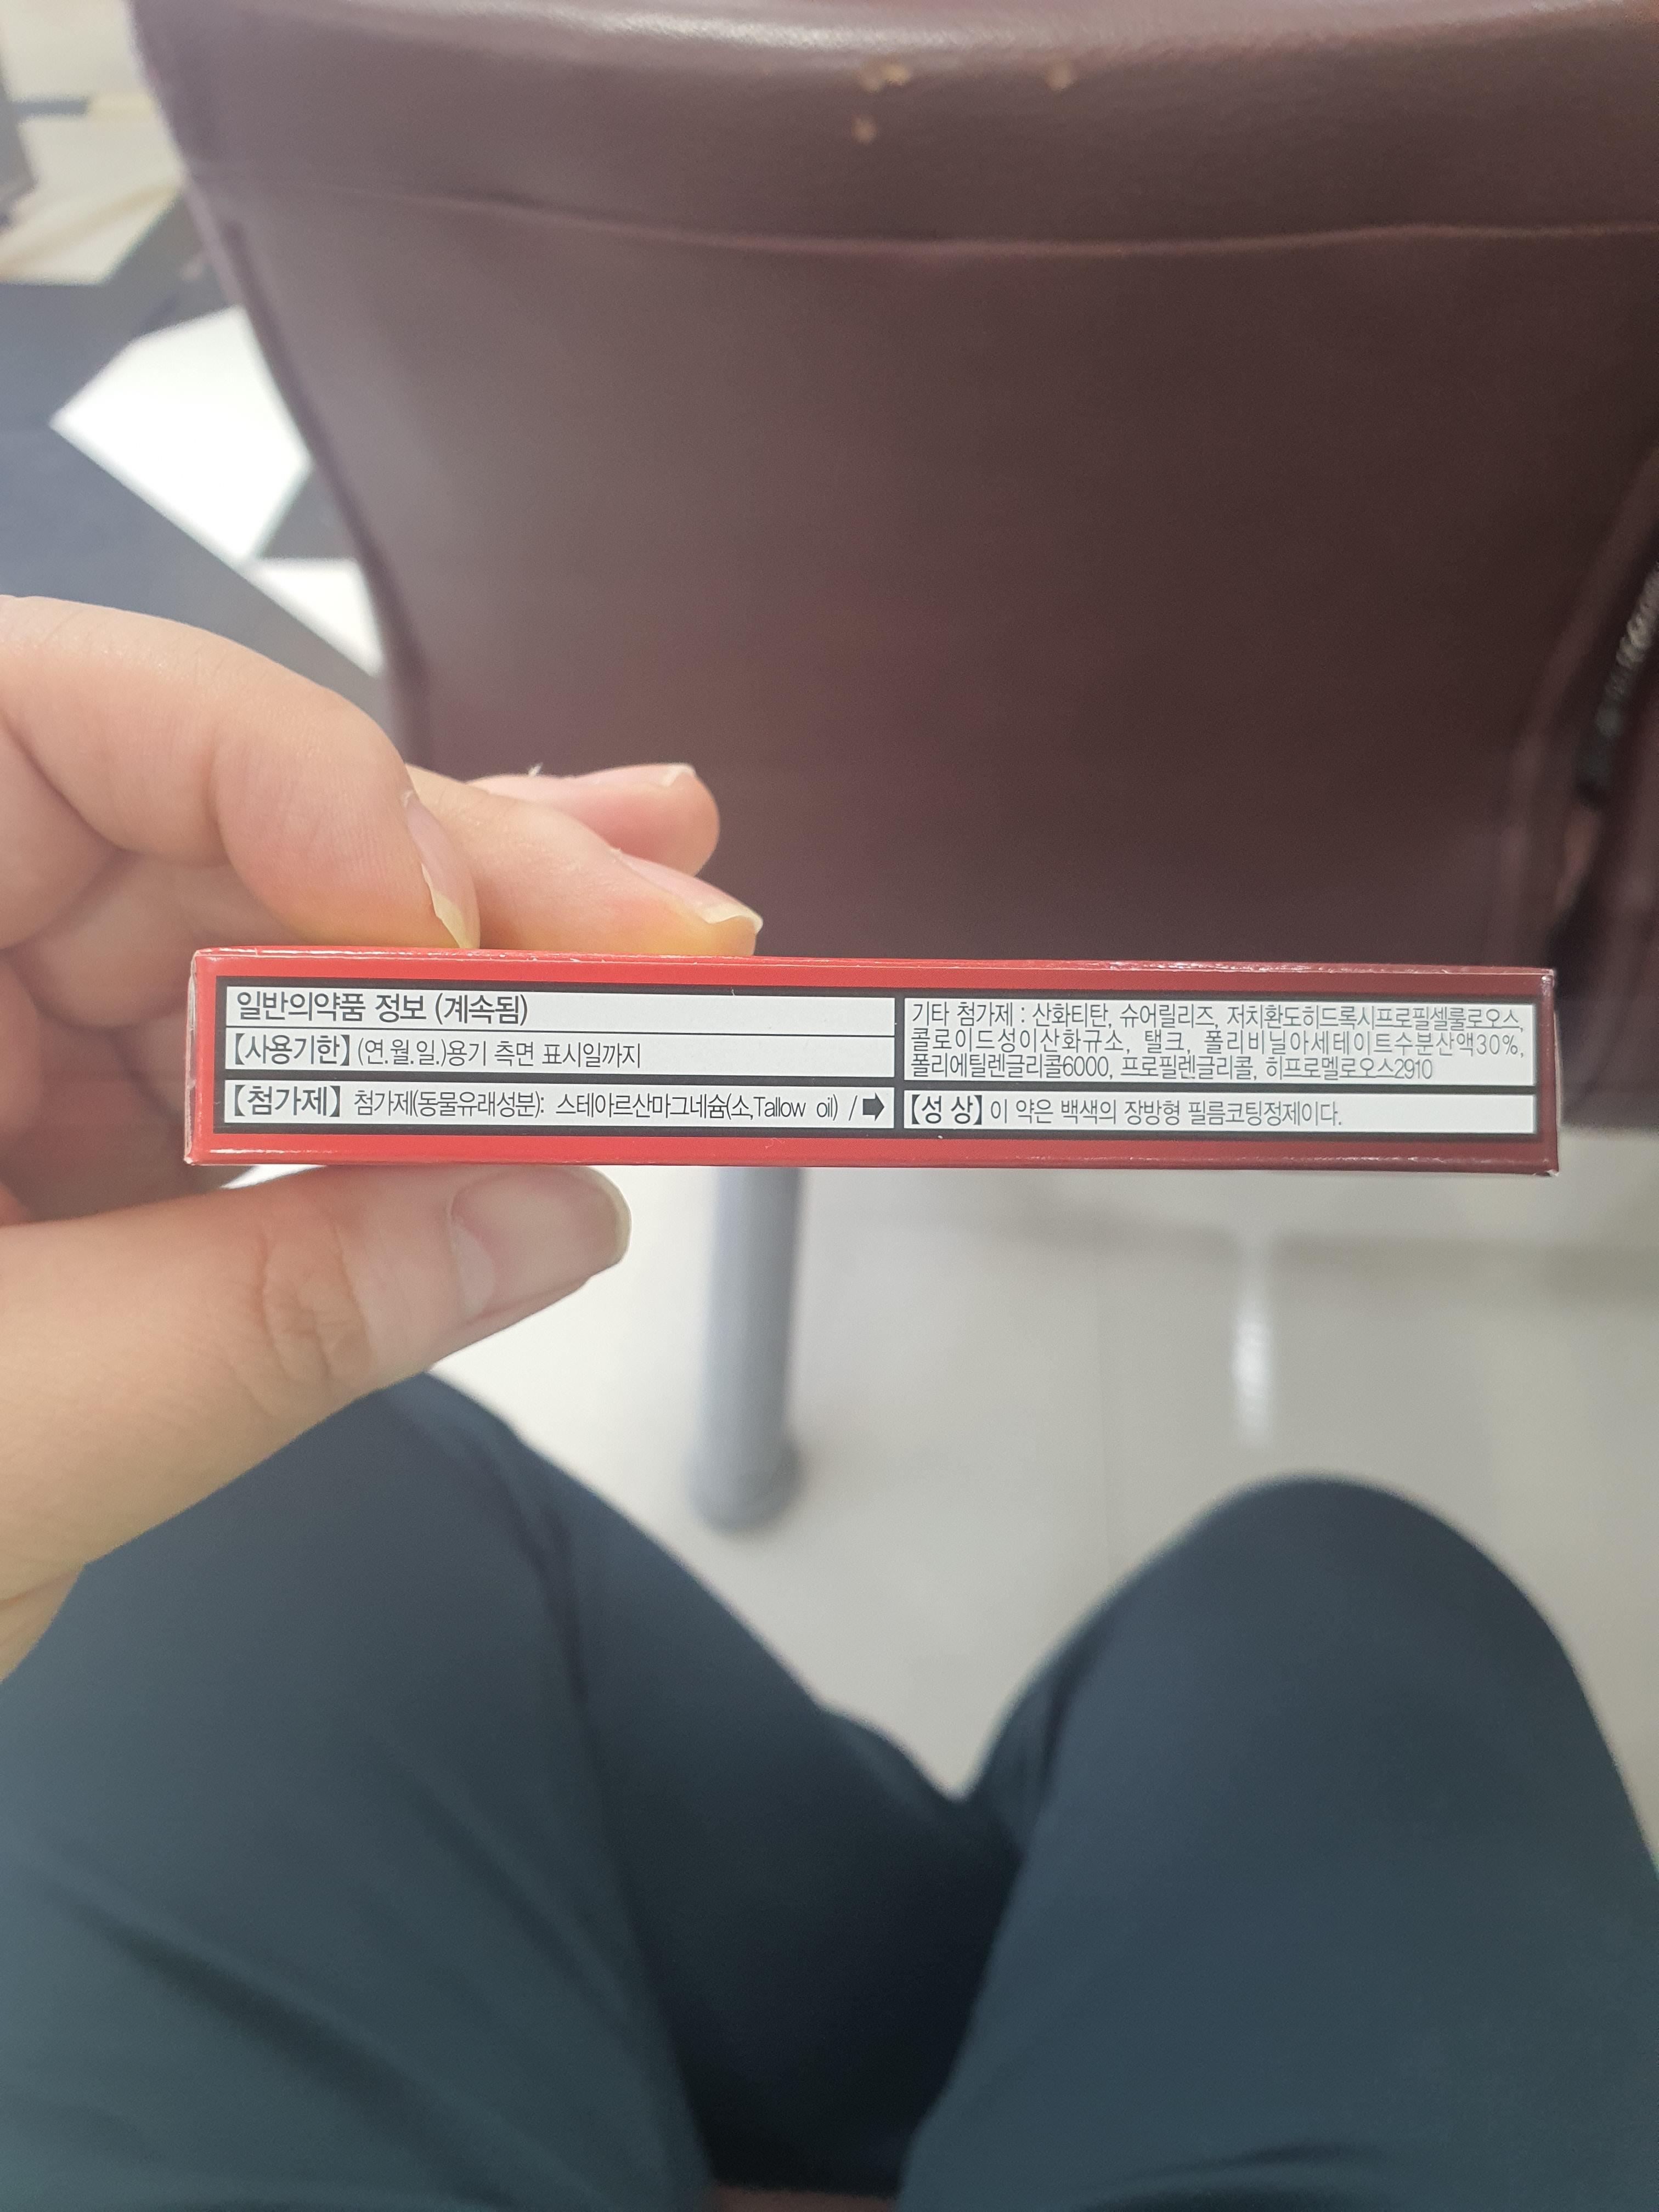 일반의약품 정보 (계속됨)
【사용기한】 (연.월.일.)용기 측면 표시일까지
【첨가제】 첨가제(동물유래성분): 스테아르산마그네슘(소,Tallow oil) / ➡
기타 첨가제 : 산화티탄, 슈어릴리즈, 저치환도히드록시프로필셀룰로오스,
콜로이드성이산화규소, 탤크, 폴리비닐아세테이트수분산액30%,
폴리에틸렌글리콜6000, 프로필렌글리콜, 히프로멜로오스2910
【성 상】 이 약은 백색의 장방형 필름코팅정제이다.